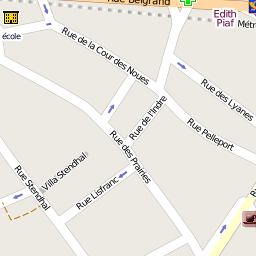 Rue Belgrand
Edith
Piaf
Métr
école
Rue de la Cour des Noues
Rue des Lyanes
Rue de l'Indre
Rue Pelleport
Rue des Prairies
Villa Stendhal
Rue Stendhal
Rue Lisfranc